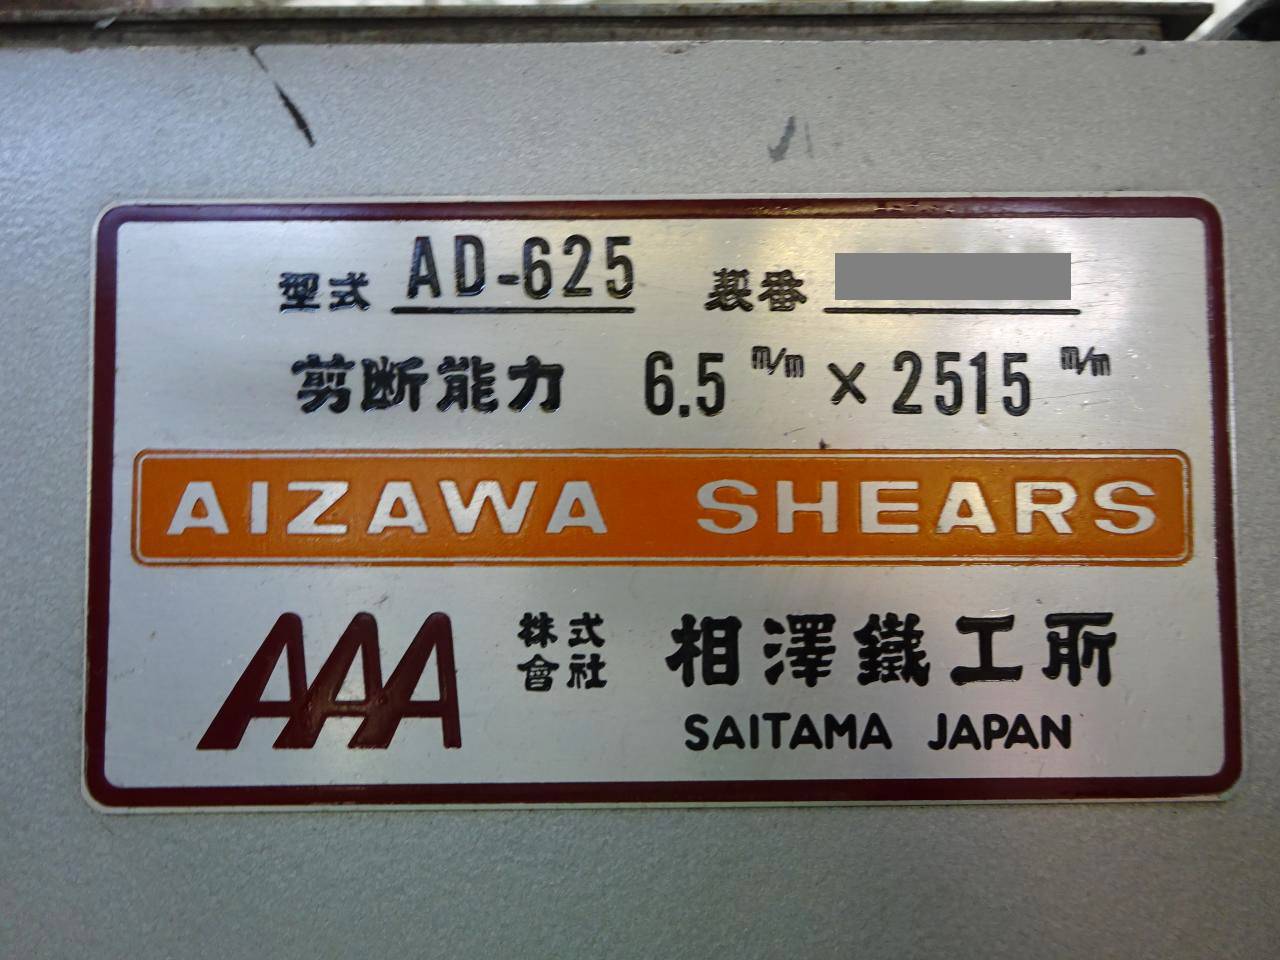 型式 AD-625 製番
剪断能力 6.5 m/m × 2515 m/m
AIZAWA SHEARS
AAA 株式會社 相澤鐵工所
SAITAMA JAPAN